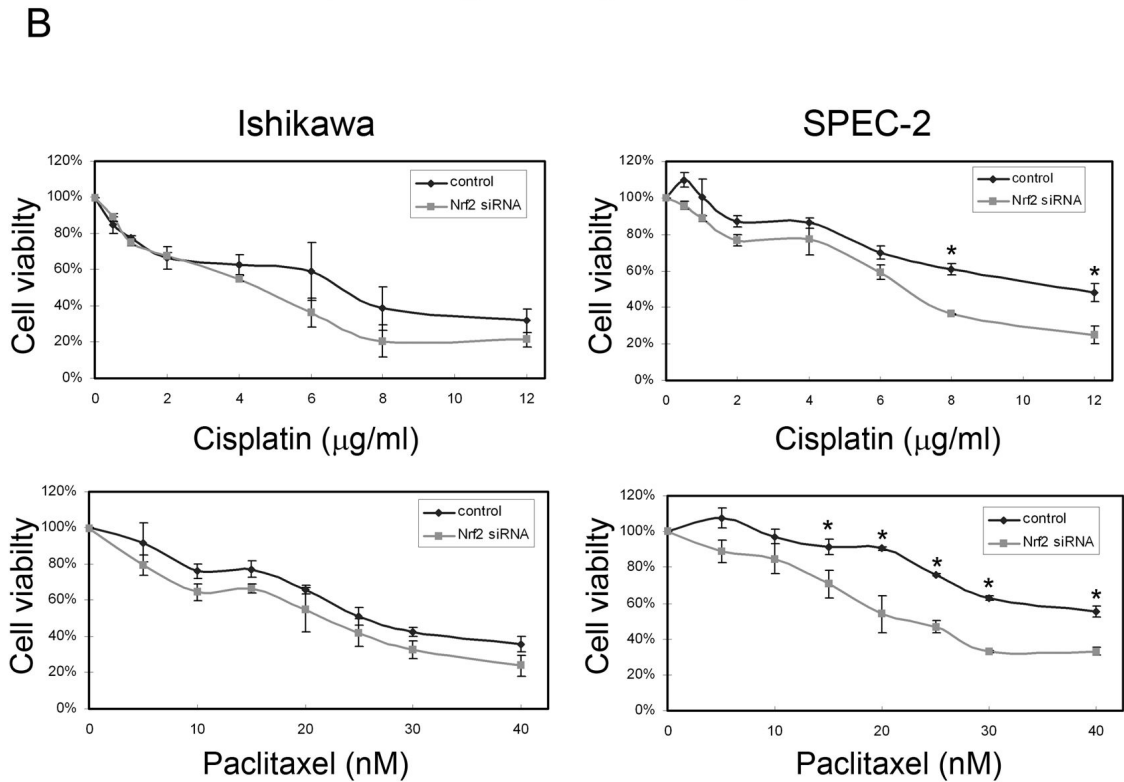 B
Ishikawa
SPEC-2
120%
100%
80%
60%
40%
20%
0%
Cell viabilty
control
Nrf2 siRNA
0 2 4 6 8 10 12
Cisplatin (μg/ml)
120%
100%
80%
60%
40%
20%
0%
Cell viabilty
control
Nrf2 siRNA
* *
0 2 4 6 8 10 12
Cisplatin (μg/ml)
120%
100%
80%
60%
40%
20%
0%
Cell viabilty
control
Nrf2 siRNA
0 10 20 30 40
Paclitaxel (nM)
120%
100%
80%
60%
40%
20%
0%
Cell viabilty
control
Nrf2 siRNA
* * * * *
0 10 20 30 40
Paclitaxel (nM)